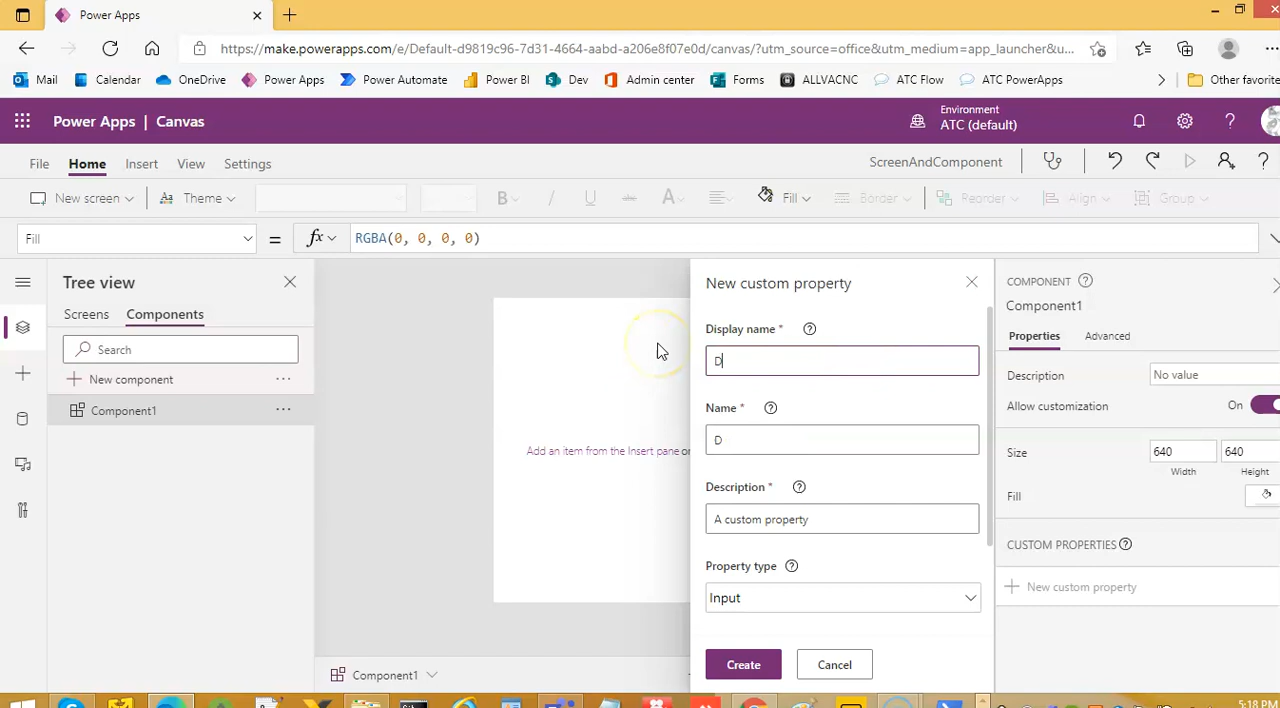 Power Apps
https://make.powerapps.com/e/Default-d9819c96-7d31-4664-aabd-a206e8f07e0d/canvas/?utm_source=office&utm_medium=app_launcher&u...
Mail Calendar OneDrive Power Apps Power Automate Power BI Dev Admin center Forms ALLVACNC ATC Flow ATC PowerApps Other favorite
Power Apps | Canvas
Environment
ATC (default)
File Home Insert View Settings ScreenAndComponent
New screen Theme B / U abc A Fill Border Reorder Align Group
Fill = fx RGBA(0, 0, 0, 0)
Tree view
Screens Components
Search
New component ...
Component1 ...
Add an item from the Insert pane or
Component1
New custom property
Display name *
D
Name *
D
Description *
A custom property
Property type
Input
Create Cancel
COMPONENT
Component1
Properties Advanced
Description No value
Allow customization On
Size 640 640
Width Height
Fill
CUSTOM PROPERTIES
New custom property
5:18 PM